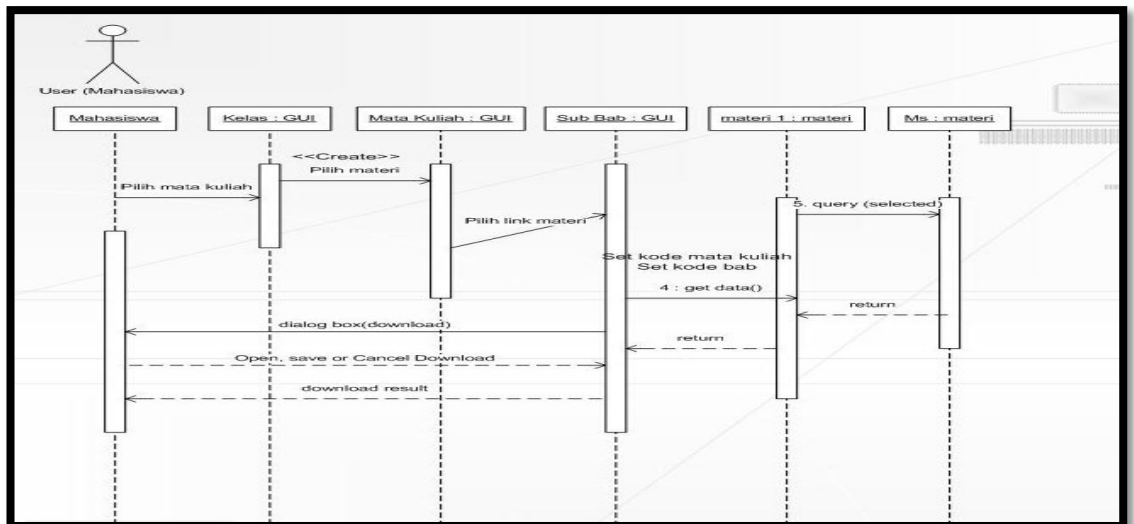 User (Mahasiswa)
Mahasiswa
Kelas : GUI
Mata Kuliah : GUI
Sub Bab : GUI
materi 1 : materi
Ms : materi
<<Create>>
Pilih materi
Pilih mata kuliah
5. query (selected)
Pilih link materi
Set kode mata kuliah
Set kode bab
4 : get data()
return
dialog box(download)
return
Open, save or Cancel Download
download result